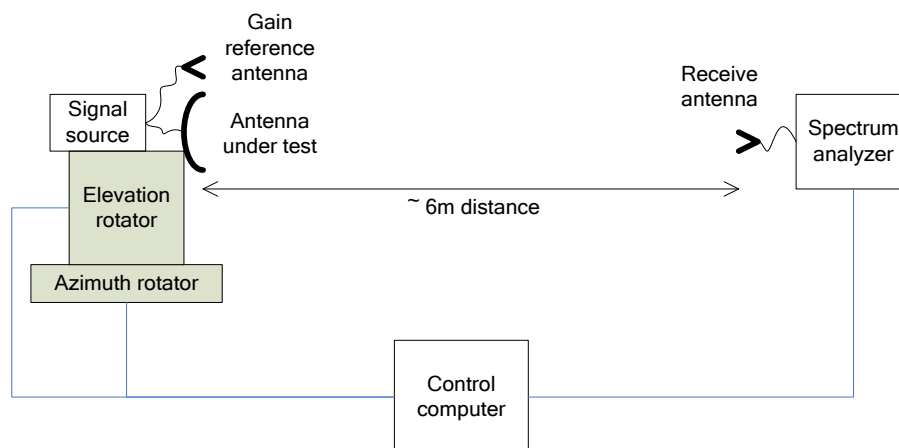 Gain
reference
antenna
Signal
source
Antenna
under test
Receive
antenna
Spectrum
analyzer
Elevation
rotator
~ 6m distance
Azimuth rotator
Control
computer